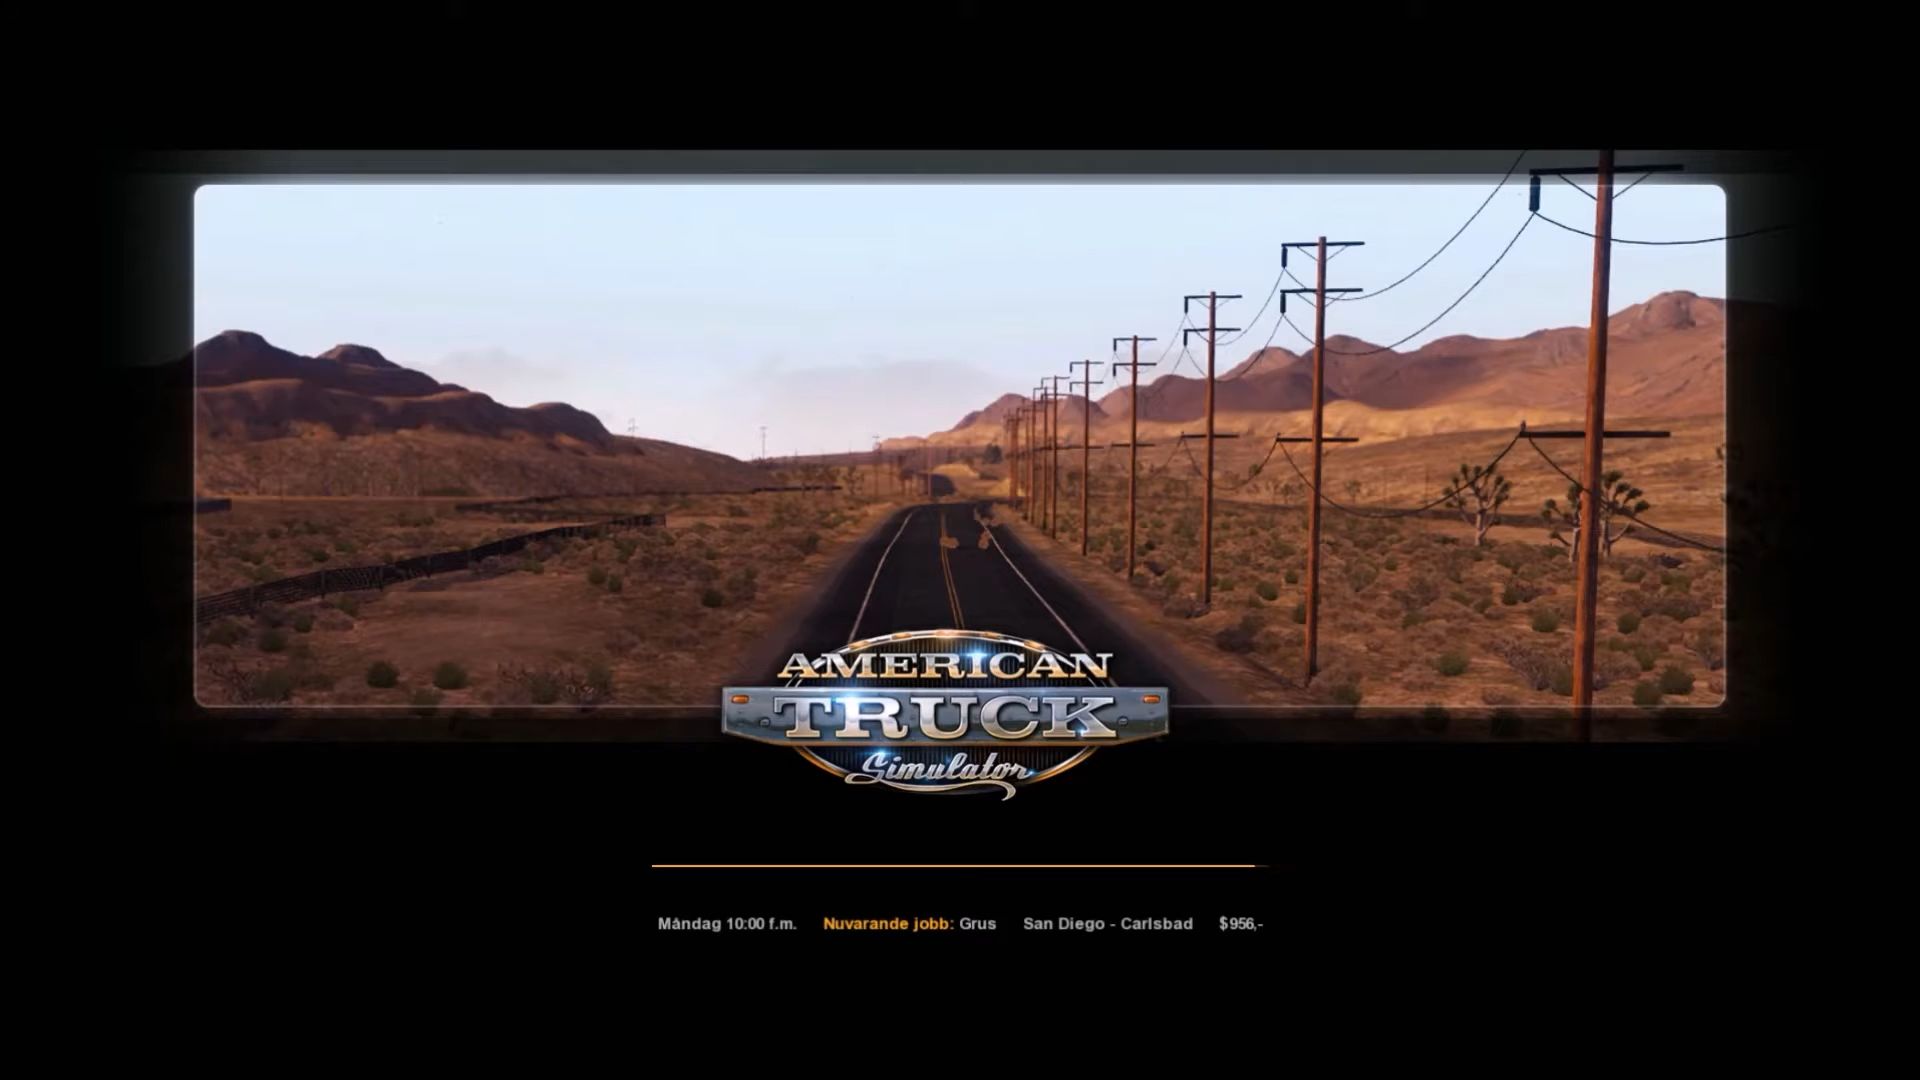 AMERICAN
TRUCK
Simulator
Måndag 10:00 f.m. Nuvarande jobb: Grus San Diego - Carlsbad $956,-